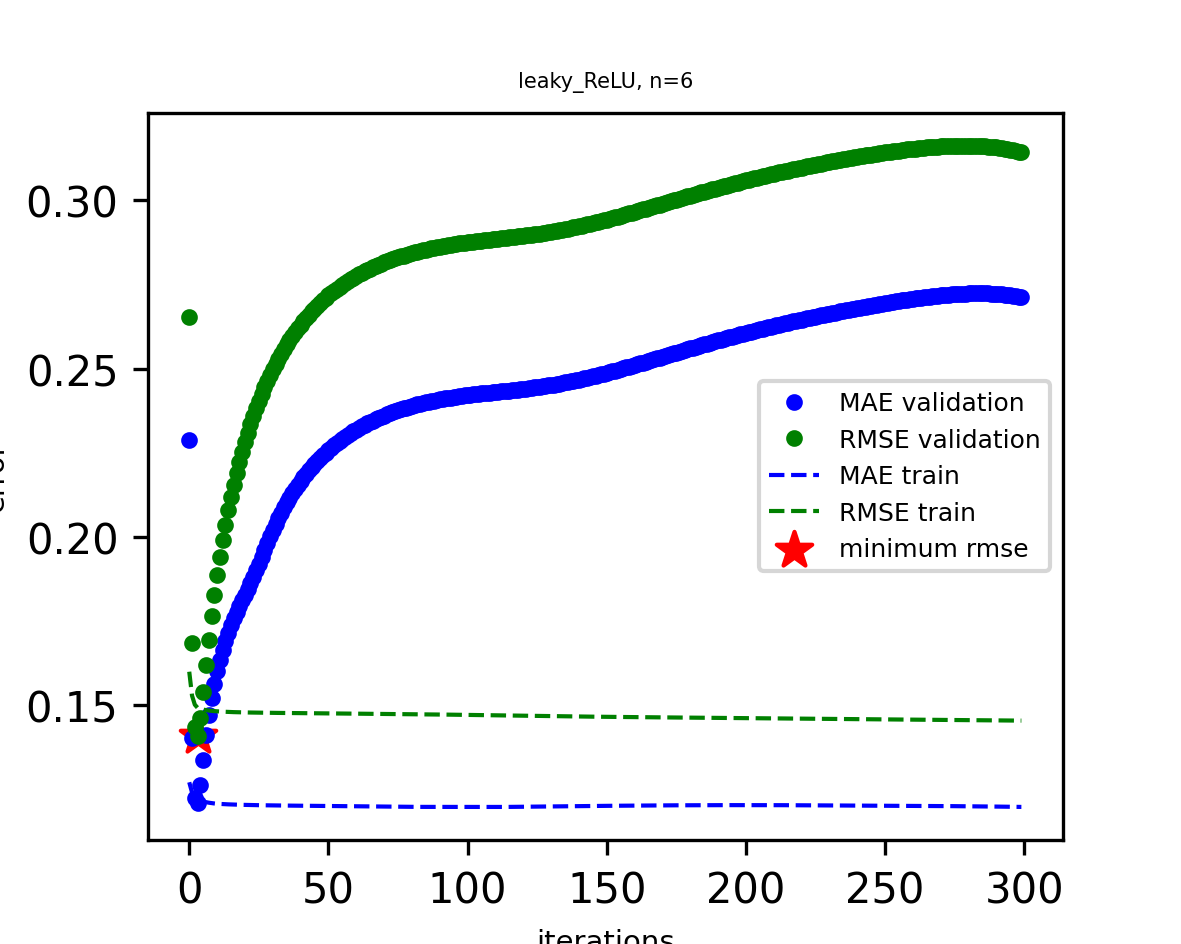 leaky_ReLU, n=6
0.30
0.25
0.20
0.15
0
50
100
150
200
250
300
iterations
MAE validation
RMSE validation
MAE train
RMSE train
minimum rmse